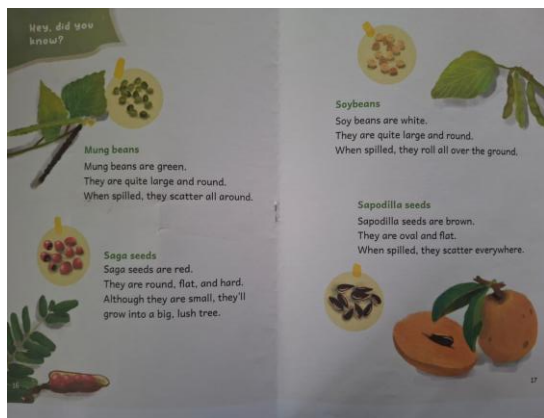 Hey, did you
know?
Mung beans
Mung beans are green.
They are quite large and round.
When spilled, they scatter all around.
Saga seeds
Saga seeds are red.
They are round, flat, and hard.
Although they are small, they'll
grow into a big, lush tree.
Soybeans
Soy beans are white.
They are quite large and round.
When spilled, they roll all over the ground.
Sapodilla seeds
Sapodilla seeds are brown.
They are oval and flat.
When spilled, they scatter everywhere.
17